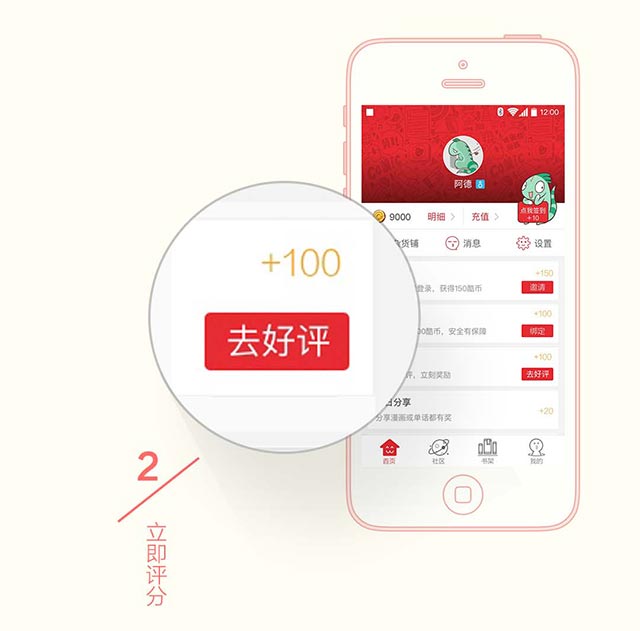 12:00
阿德
9000 明细 充值
点我签到
+10
货铺 消息 设置
+150
登录，获得150酷币 邀请
+100
00酷币，安全有保障 绑定
+100
评，立刻奖励 去好评
日分享
分享漫画或单话都有奖 +20
首页 社区 书架 我的
+100
去好评
2
立即评分